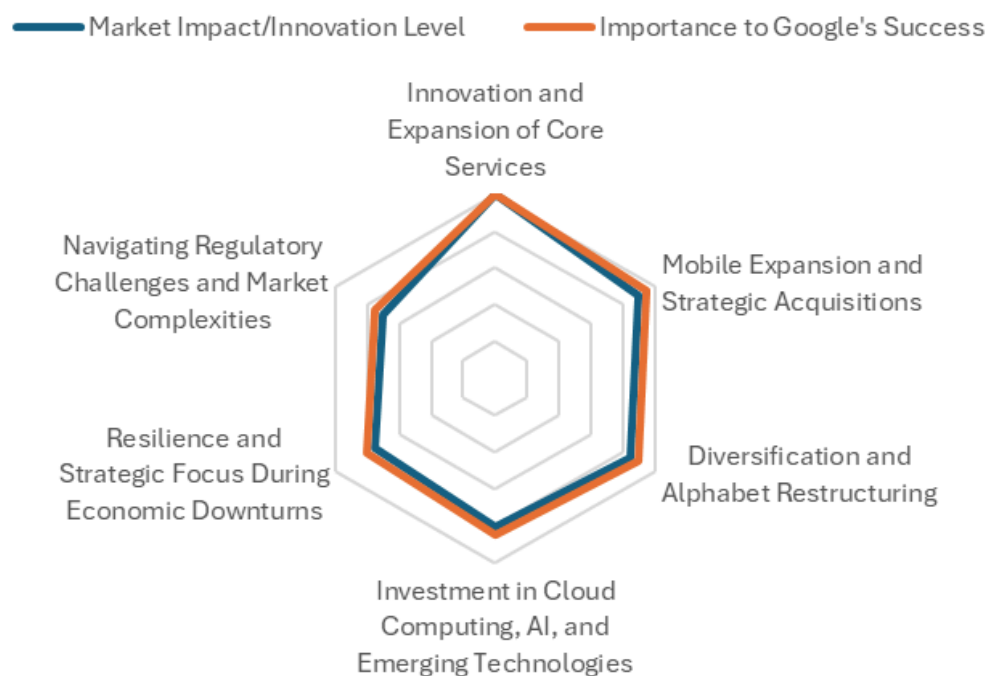 Market Impact/Innovation Level
Importance to Google's Success
Innovation and
Expansion of Core
Services
Mobile Expansion and
Strategic Acquisitions
Diversification and
Alphabet Restructuring
Investment in Cloud
Computing, AI, and
Emerging Technologies
Resilience and
Strategic Focus During
Economic Downturns
Navigating Regulatory
Challenges and Market
Complexities